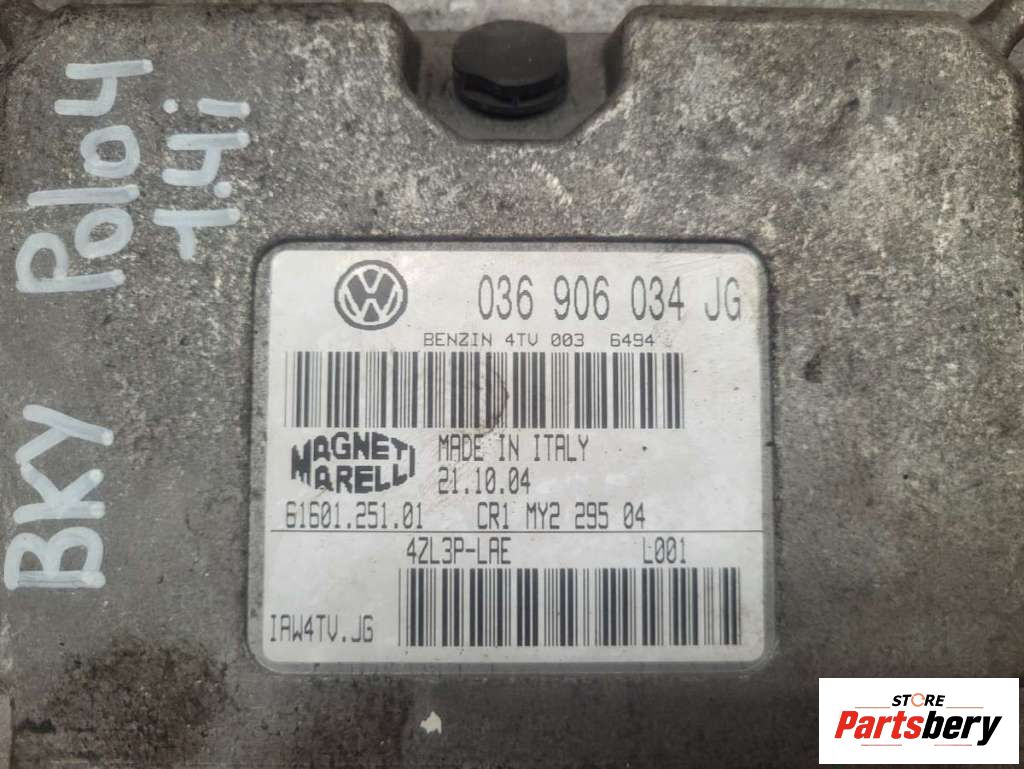 BKY Polo4
1.4i
036 906 034 JG
BENZIN 4TV 003 6494
MAGNETI
MARELLI
MADE IN ITALY
21.10.04
61601.251.01 CR1 MY2 295 04
4ZL3P-LAE L001
IAW4TV.JG
STORE
Partsbery